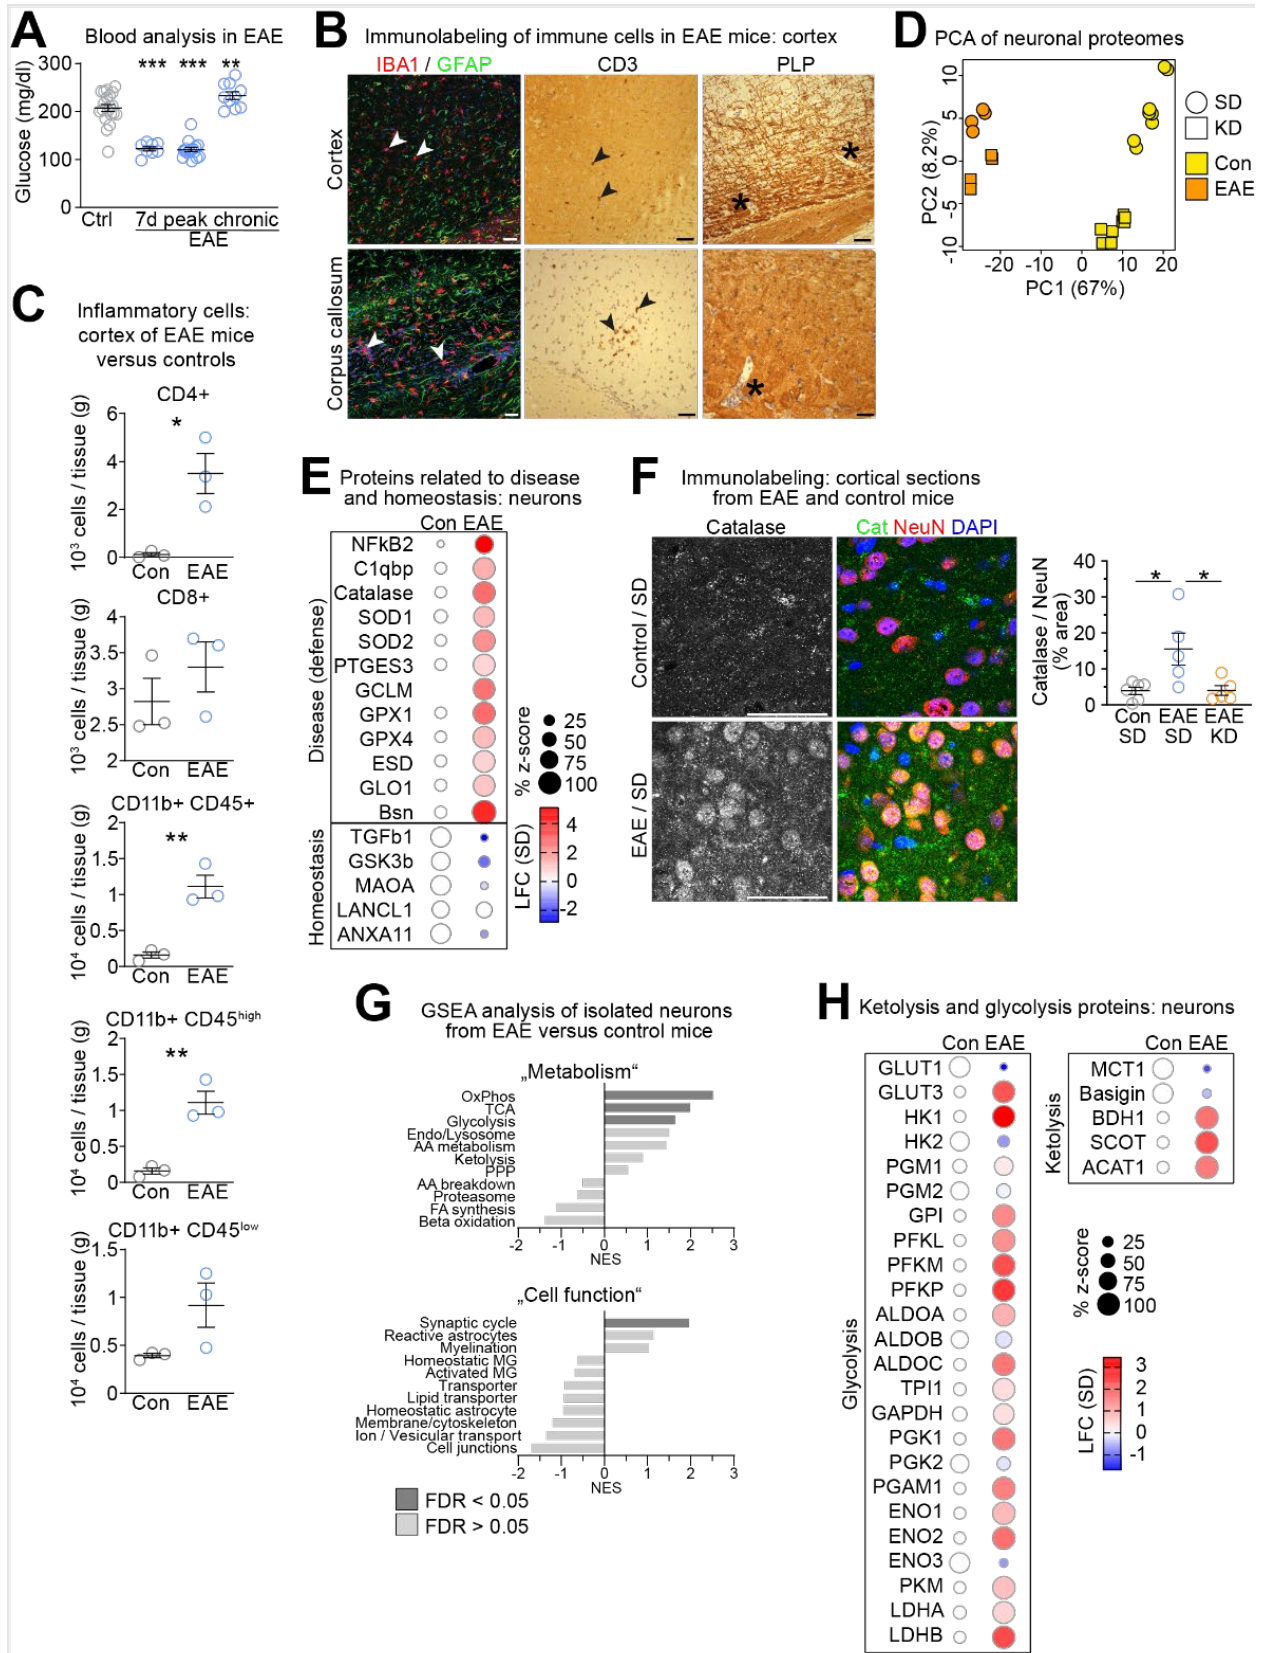 A
Blood analysis in EAE
Glucose (mg/dl)
300
200
100
0
*** *** **
Ctrl
7d peak chronic
EAE
B
Immunolabeling of immune cells in EAE mice: cortex
IBA1 / GFAP
CD3
PLP
Cortex
Corpus callosum
*
*
*
D
PCA of neuronal proteomes
PC2 (8.2%)
10
5
0
-5
-10
-20 -10 0 10 20
PC1 (67%)
SD
KD
Con
EAE
C
Inflammatory cells:
cortex of EAE mice
versus controls
CD4+
10³ cells / tissue (g)
6
4
2
0
*
Con EAE
CD8+
10³ cells / tissue (g)
4
3.5
3
2.5
2
Con EAE
CD11b+ CD45+
10⁴ cells / tissue (g)
2
1.5
1
0.5
0
**
Con EAE
CD11b+ CD45high
10⁴ cells / tissue (g)
2
1.5
1
0.5
0
**
Con EAE
CD11b+ CD45low
10⁴ cells / tissue (g)
1.5
1
0.5
0
Con EAE
E
Proteins related to disease
and homeostasis: neurons
Con EAE
Disease (defense)
NFkB2
C1qbp
Catalase
SOD1
SOD2
PTGES3
GCLM
GPX1
GPX4
ESD
GLO1
Bsn
Homeostasis
TGFb1
GSK3b
MAOA
LANCL1
ANXA11
% z-score
25
50
75
100
LFC (SD)
4
2
0
-2
F
Immunolabeling: cortical sections
from EAE and control mice
Catalase
Cat NeuN DAPI
Control / SD
EAE / SD
Catalase / NeuN
(% area)
40
30
20
10
0
* *
Con EAE EAE
SD SD KD
G
GSEA analysis of isolated neurons
from EAE versus control mice
„Metabolism“
OxPhos
TCA
Glycolysis
Endo/Lysosome
AA metabolism
Ketolysis
PPP
AA breakdown
Proteasome
FA synthesis
Beta oxidation
-2 -1 0 1 2 3
NES
„Cell function“
Synaptic cycle
Reactive astrocytes
Myelination
Homeostatic MG
Activated MG
Transporter
Lipid transporter
Homeostatic astrocyte
Membrane/cytoskeleton
Ion / Vesicular transport
Cell junctions
-2 -1 0 1 2 3
NES
FDR < 0.05
FDR > 0.05
H
Ketolysis and glycolysis proteins: neurons
Con EAE
Glycolysis
GLUT1
GLUT3
HK1
HK2
PGM1
PGM2
GPI
PFKL
PFKM
PFKP
ALDOA
ALDOB
ALDOC
TPI1
GAPDH
PGK1
PGK2
PGAM1
ENO1
ENO2
ENO3
PKM
LDHA
LDHB
Con EAE
Ketolysis
MCT1
Basigin
BDH1
SCOT
ACAT1
% z-score
25
50
75
100
LFC (SD)
3
2
1
0
-1